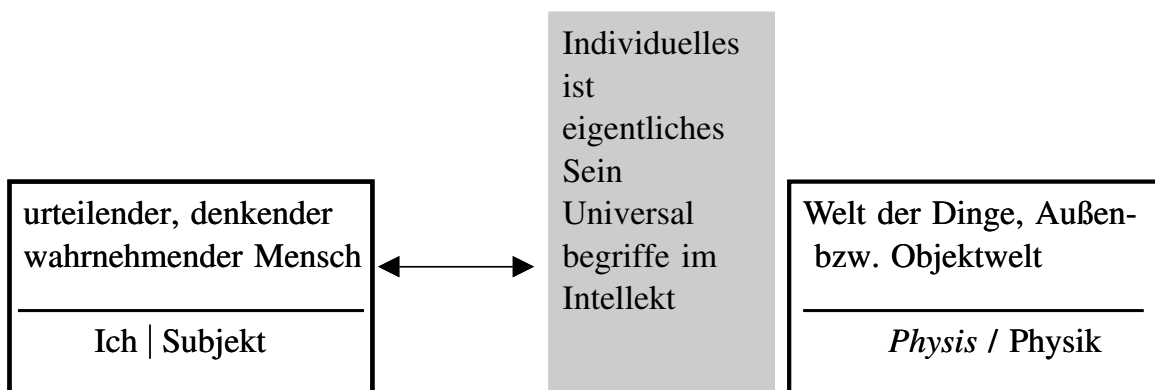 Individuelles
ist
eigentliches
Sein
Universal
begriffe im
Intellekt
urteilender, denkender
wahrnehmender Mensch
Ich | Subjekt
Welt der Dinge, Außen-
bzw. Objektwelt
Physis / Physik